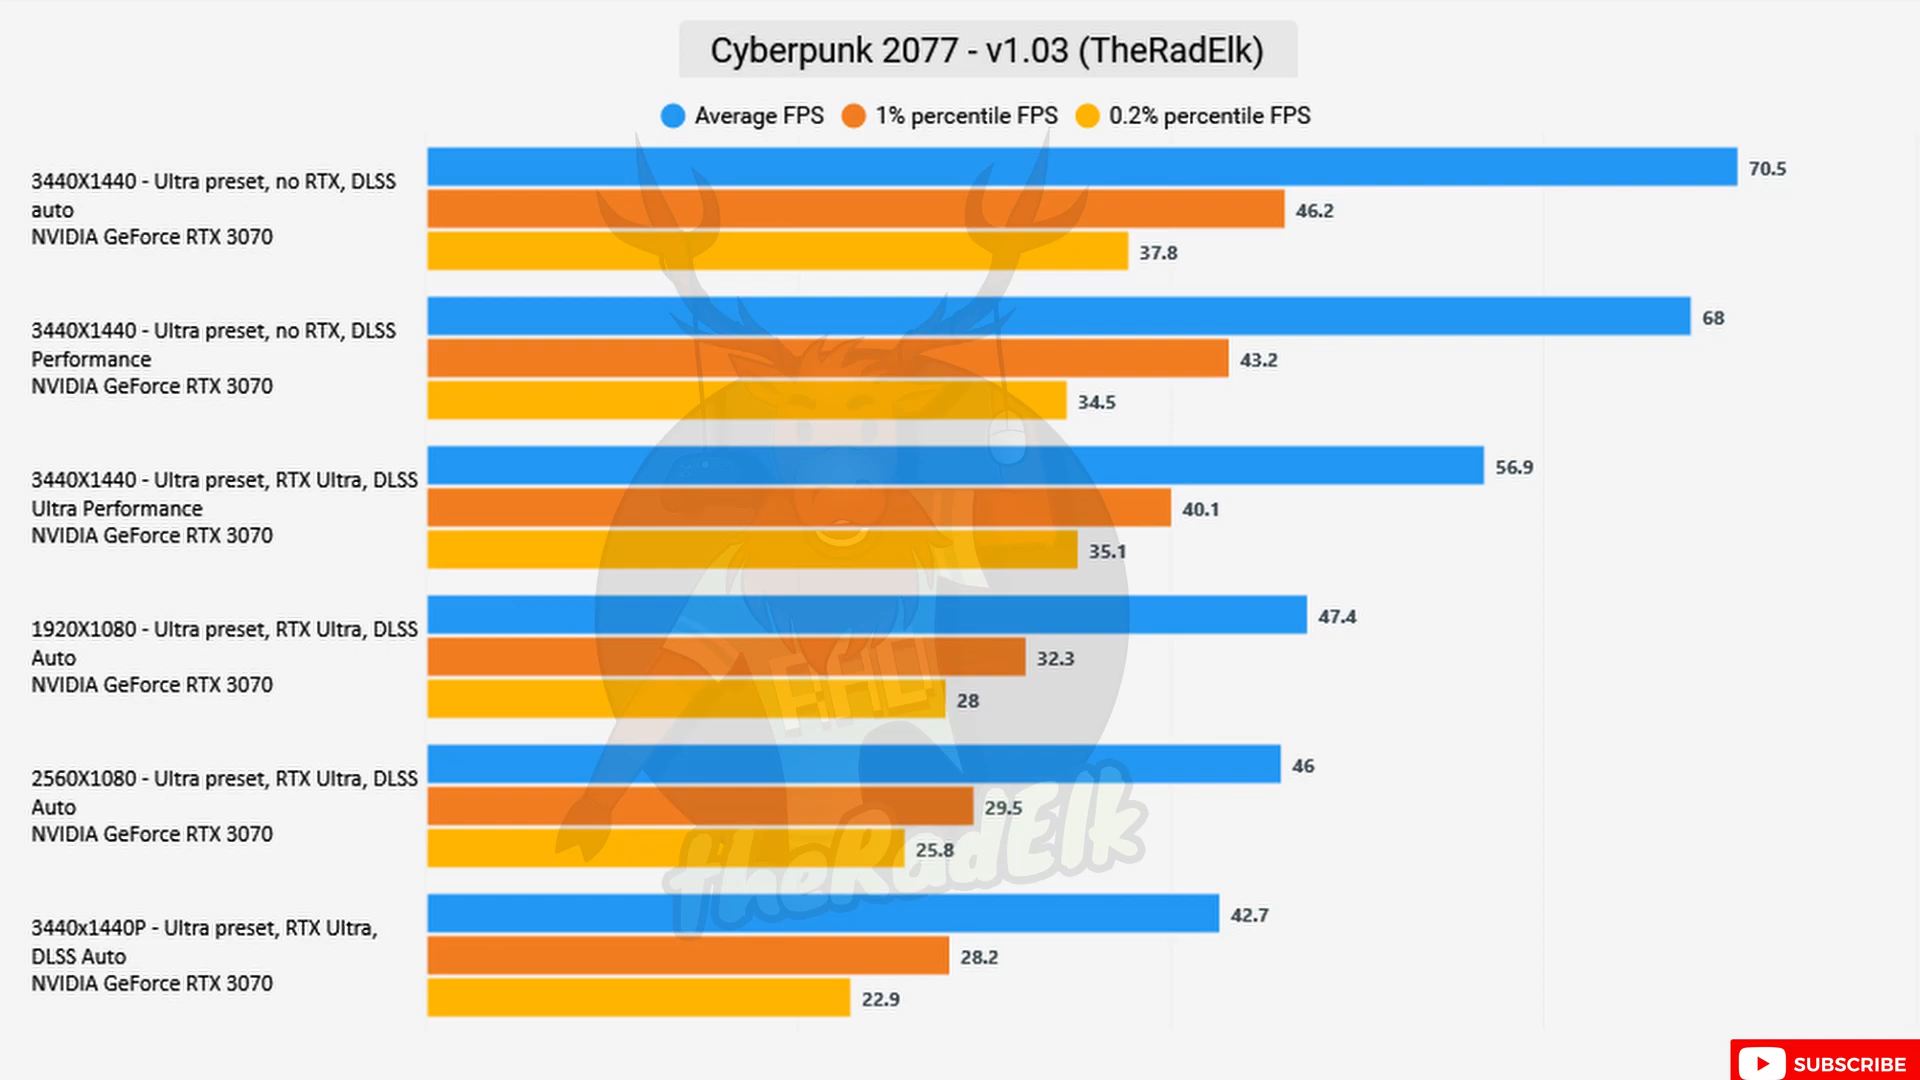 Cyberpunk 2077 - v1.03 (TheRadElk)
Average FPS 1% percentile FPS 0.2% percentile FPS
3440X1440 - Ultra preset, no RTX, DLSS
auto
NVIDIA GeForce RTX 3070
70.5
46.2
37.8
3440X1440 - Ultra preset, no RTX, DLSS
Performance
NVIDIA GeForce RTX 3070
68
43.2
34.5
3440X1440 - Ultra preset, RTX Ultra, DLSS
Ultra Performance
NVIDIA GeForce RTX 3070
56.9
40.1
35.1
1920X1080 - Ultra preset, RTX Ultra, DLSS
Auto
NVIDIA GeForce RTX 3070
47.4
32.3
28
2560X1080 - Ultra preset, RTX Ultra, DLSS
Auto
NVIDIA GeForce RTX 3070
46
29.5
25.8
3440x1440P - Ultra preset, RTX Ultra,
DLSS Auto
NVIDIA GeForce RTX 3070
42.7
28.2
22.9
theRadElk
SUBSCRIBE